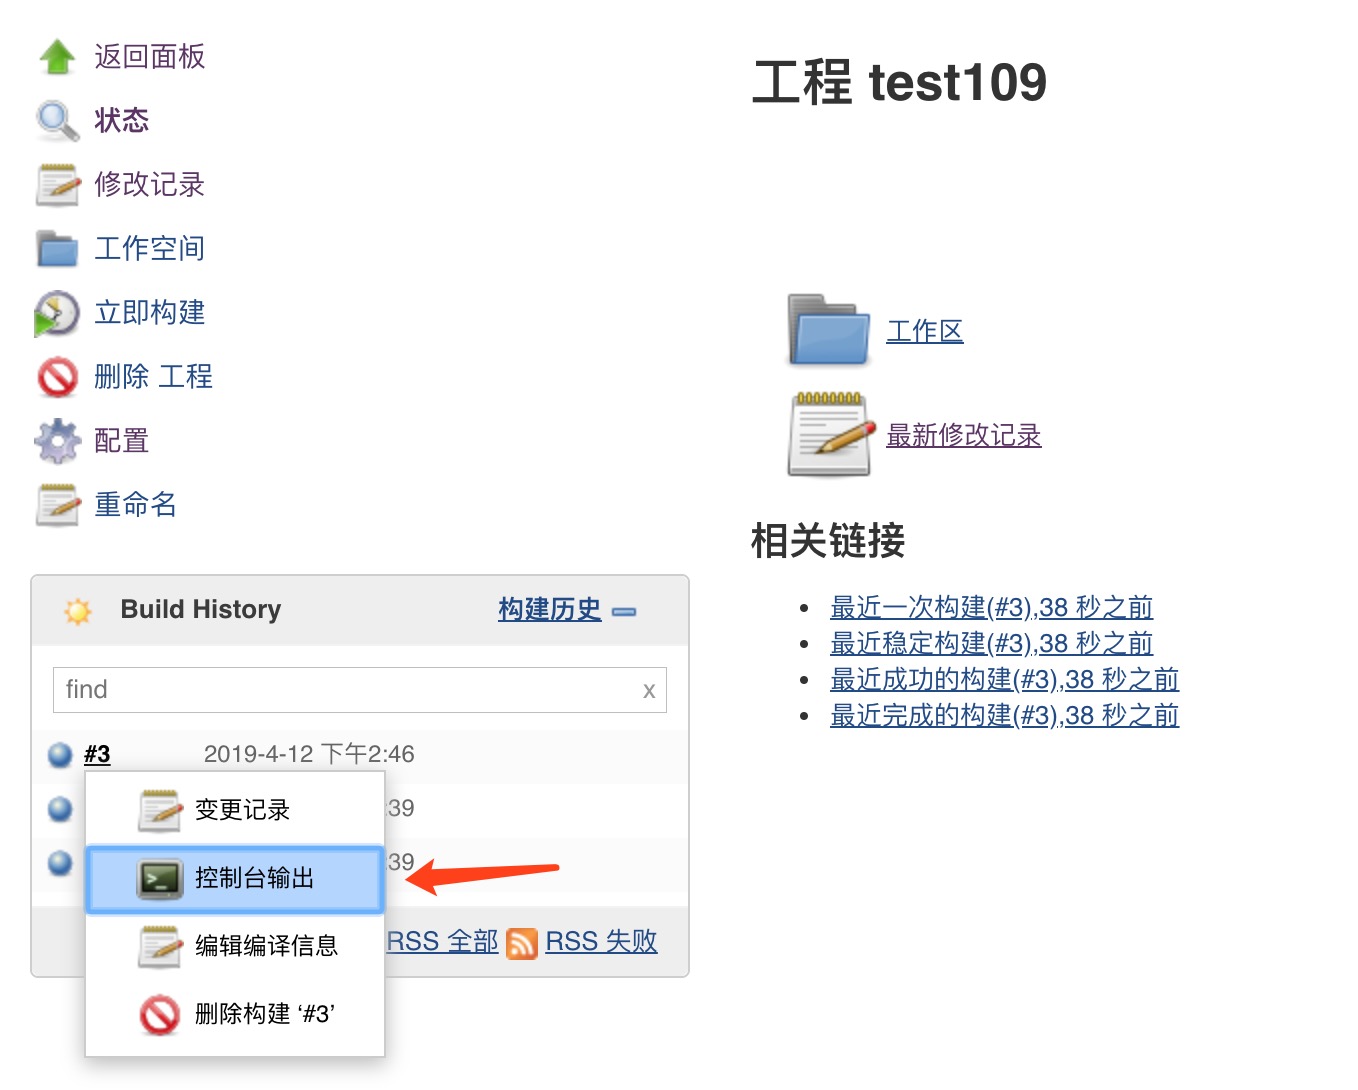 返回面板
状态
修改记录
工作空间
立即构建
删除 工程
配置
重命名
Build History 构建历史
find x
#3 2019-4-12 下午2:46
:39
:39
变更记录
控制台输出
编辑编译信息
删除构建 ‘#3’
RSS 全部 RSS 失败
工程 test109
工作区
最新修改记录
相关链接
最近一次构建(#3),38 秒之前
最近稳定构建(#3),38 秒之前
最近成功的构建(#3),38 秒之前
最近完成的构建(#3),38 秒之前